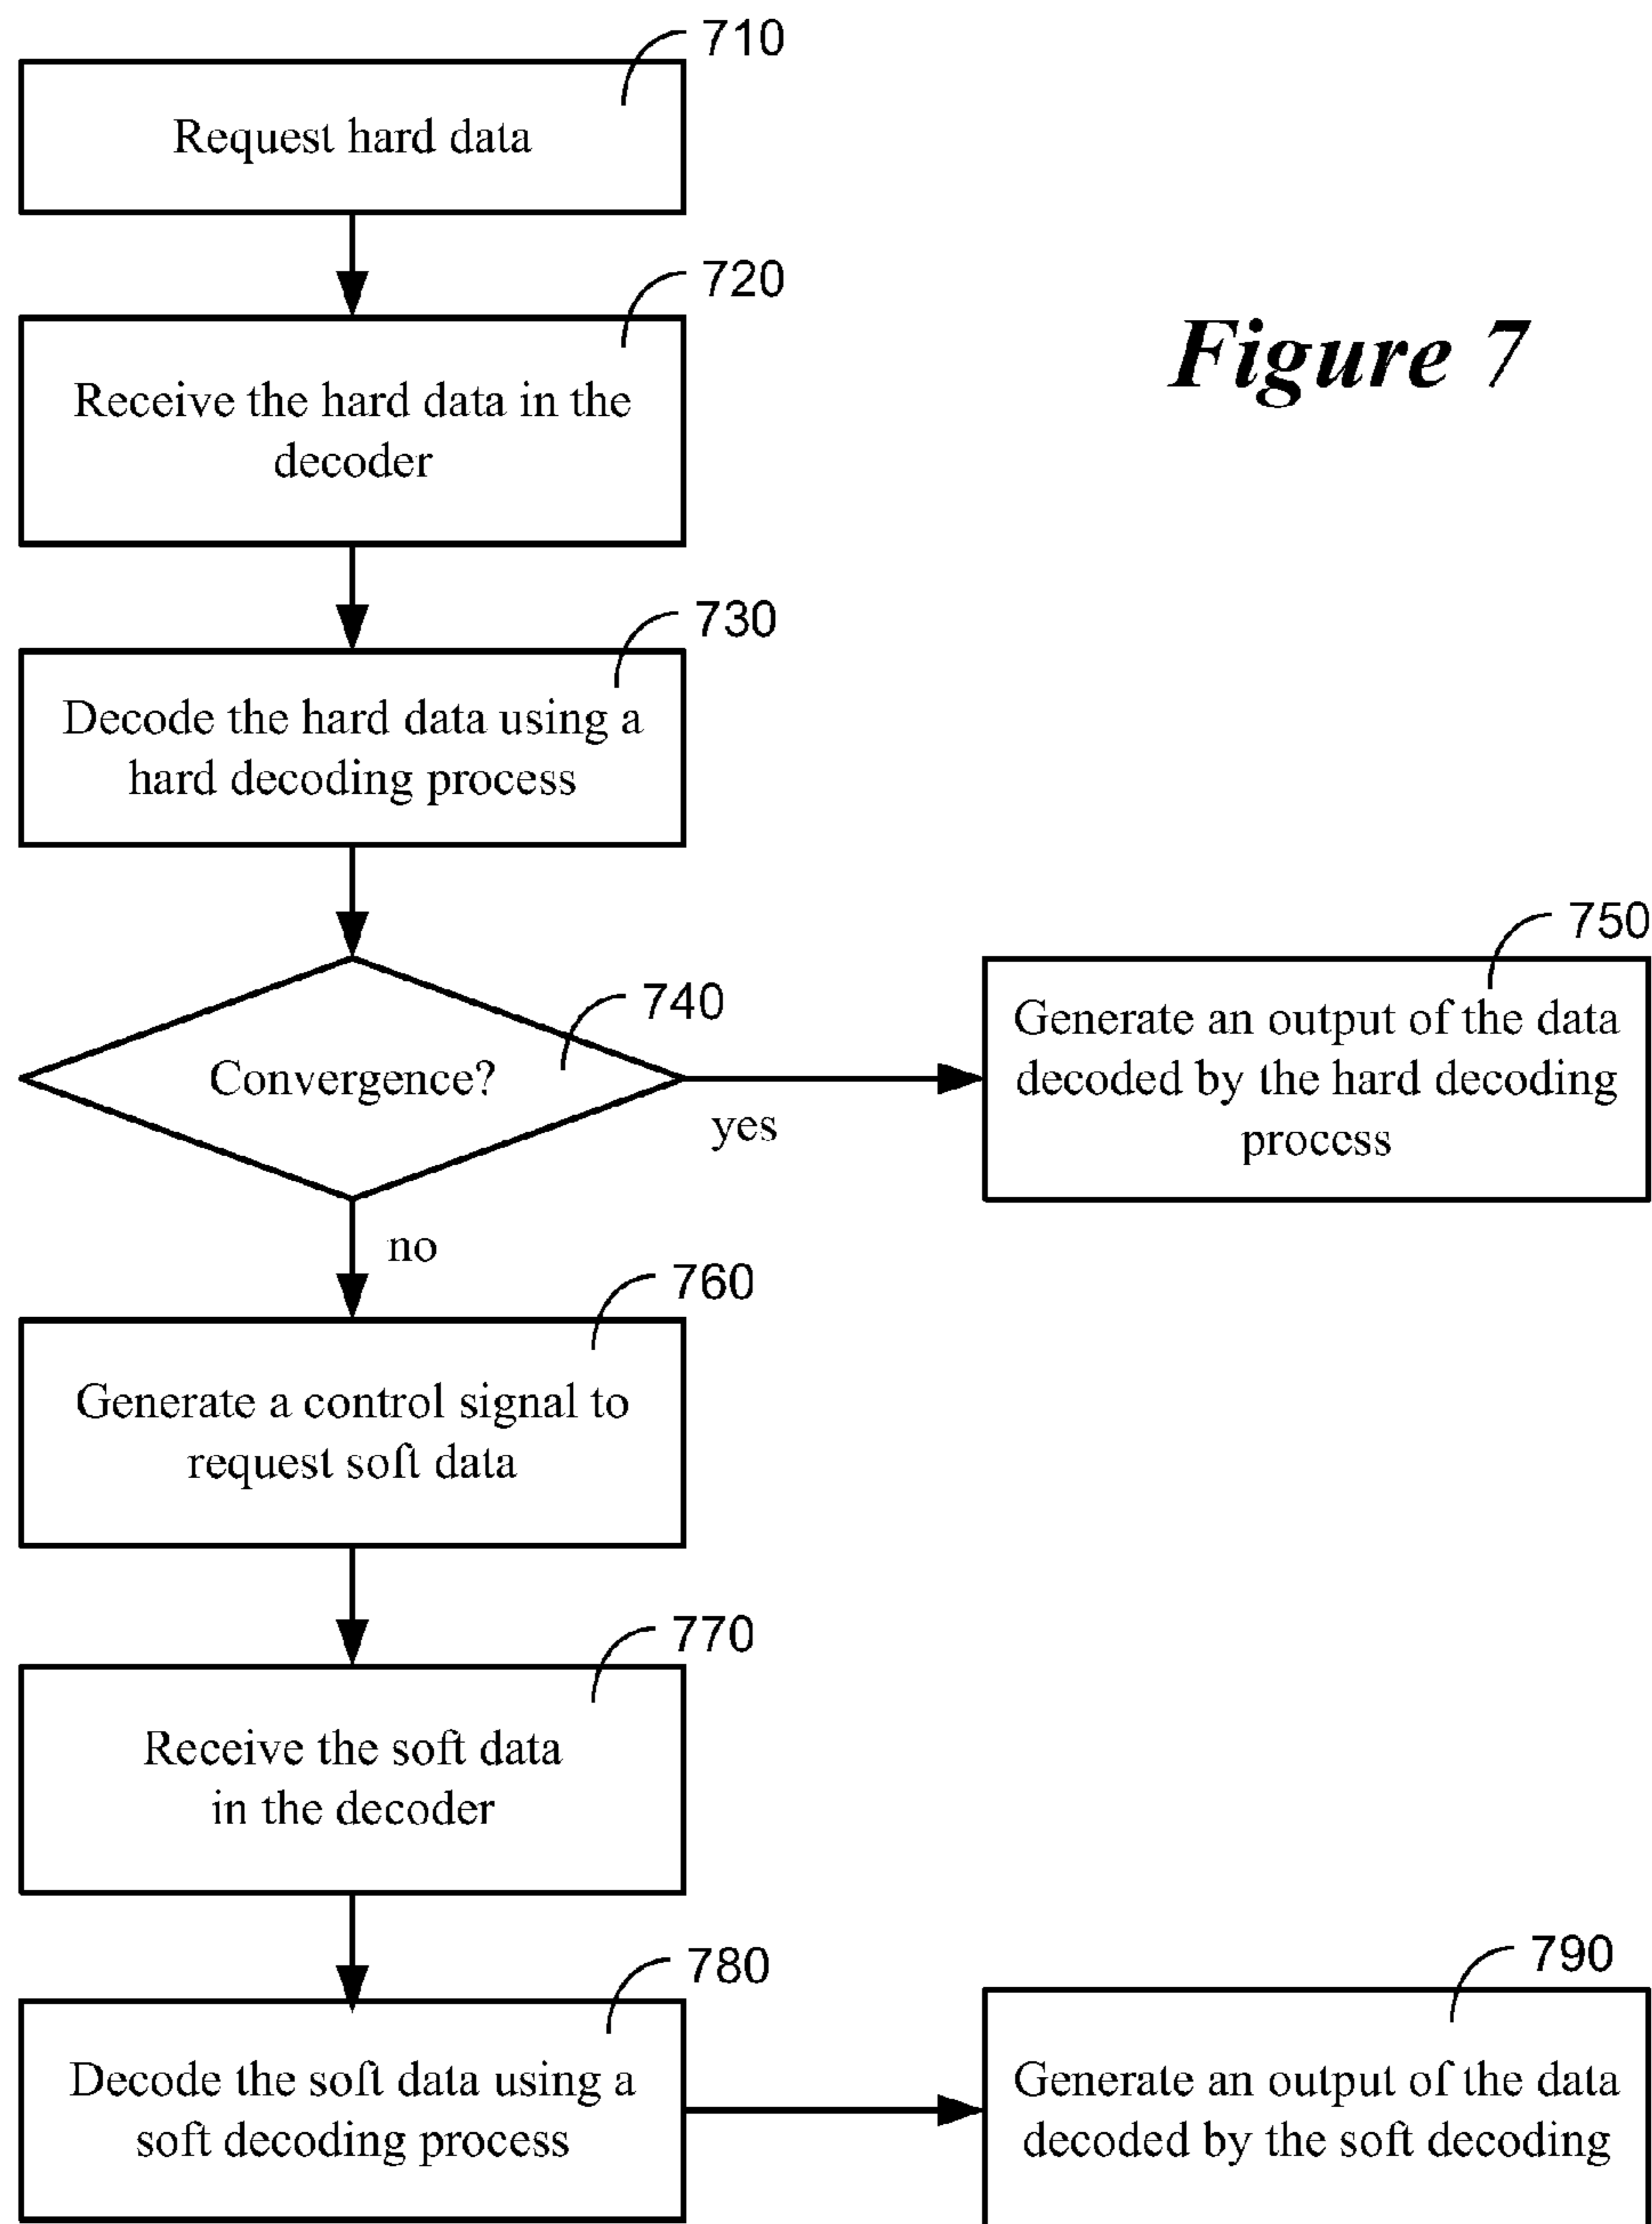 710
Request hard data
720
Figure 7
Receive the hard data in the
decoder
730
Decode the hard data using a
hard decoding process
740
Convergence?
yes
750
Generate an output of the data
decoded by the hard decoding
process
no
760
Generate a control signal to
request soft data
770
Receive the soft data
in the decoder
780
Decode the soft data using a
soft decoding process
790
Generate an output of the data
decoded by the soft decoding